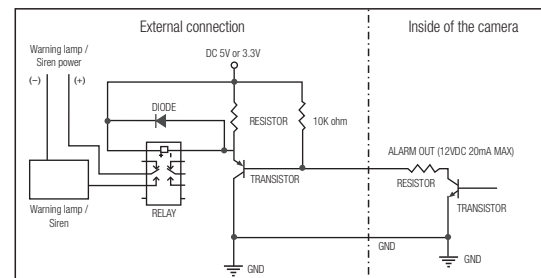 External connection
Inside of the camera
Warning lamp /
Siren power
(−)
(+)
DC 5V or 3.3V
DIODE
RESISTOR
10K ohm
ALARM OUT (12VDC 20mA MAX)
RESISTOR
TRANSISTOR
TRANSISTOR
Warning lamp /
Siren
RELAY
GND
GND
GND